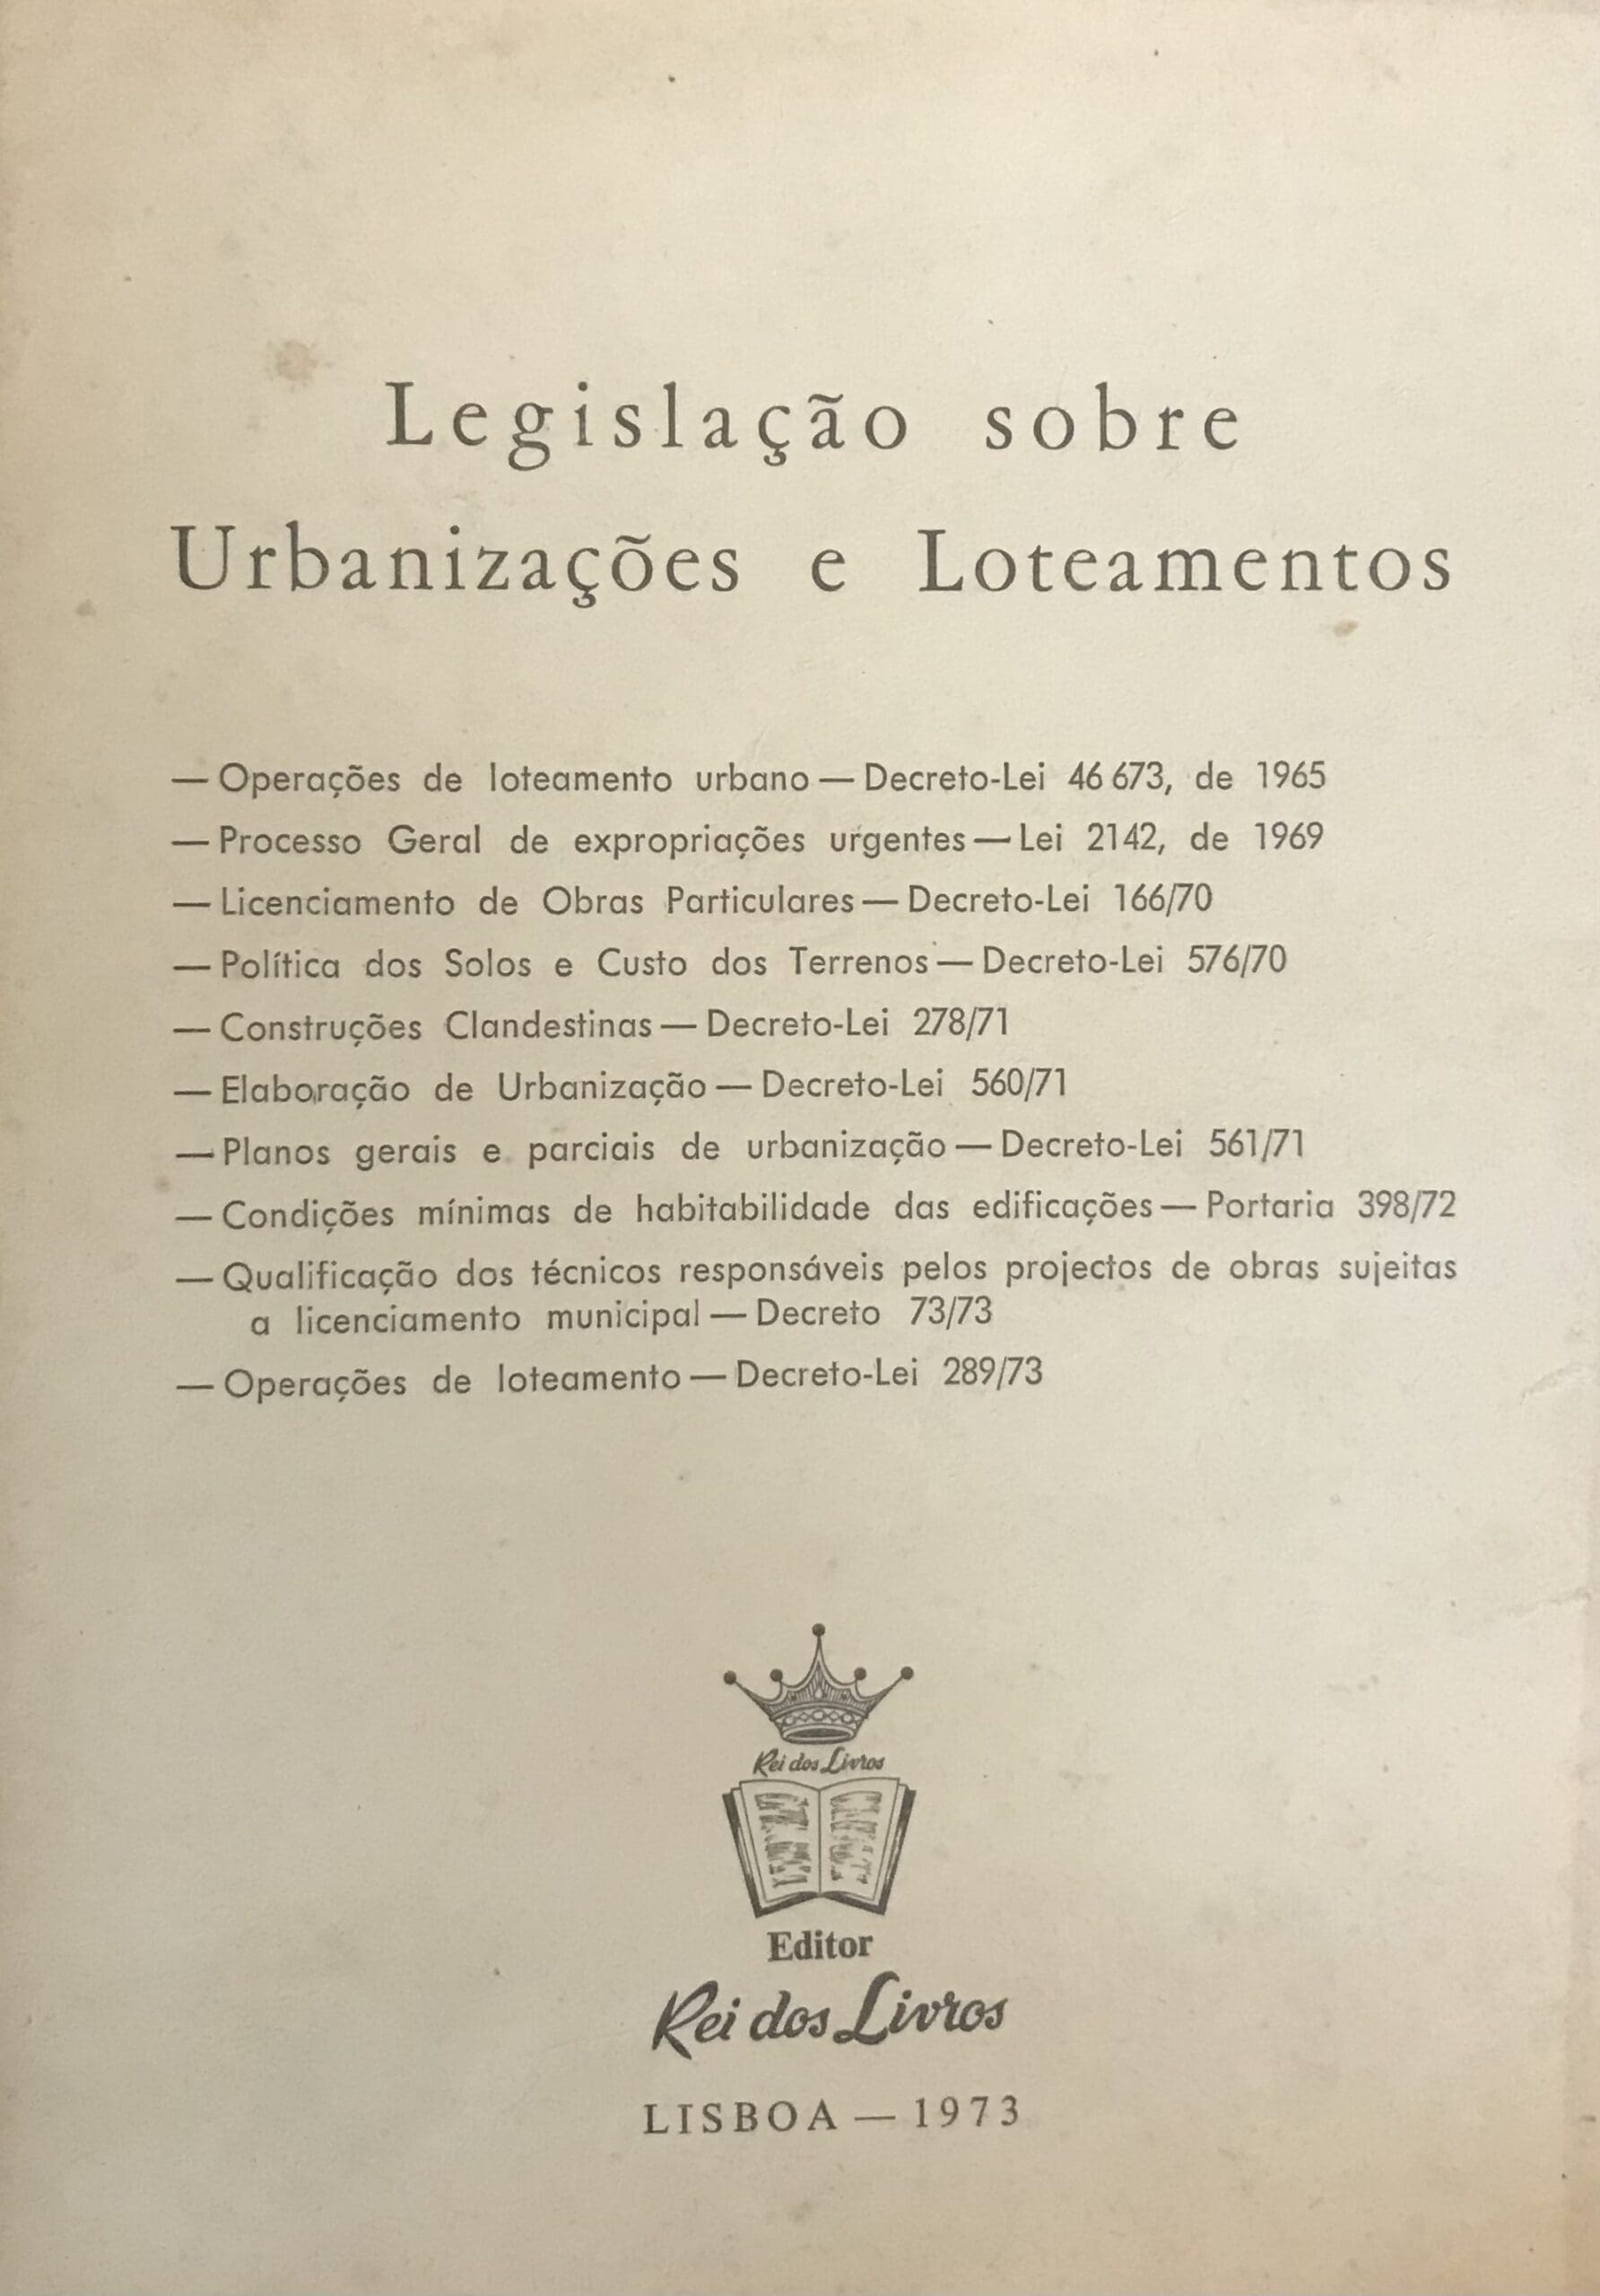 Legislação sobre
Urbanizações e Loteamentos
— Operações de loteamento urbano — Decreto-Lei 46 673, de 1965
— Processo Geral de expropriações urgentes — Lei 2142, de 1969
— Licenciamento de Obras Particulares — Decreto-Lei 166/70
— Política dos Solos e Custo dos Terrenos — Decreto-Lei 576/70
— Construções Clandestinas — Decreto-Lei 278/71
— Elaboração de Urbanização — Decreto-Lei 560/71
— Planos gerais e parciais de urbanização — Decreto-Lei 561/71
— Condições mínimas de habitabilidade das edificações — Portaria 398/72
— Qualificação dos técnicos responsáveis pelos projectos de obras sujeitas
a licenciamento municipal — Decreto 73/73
— Operações de loteamento — Decreto-Lei 289/73
Rei dos Livros
Editor
Rei dos Livros
LISBOA — 1973